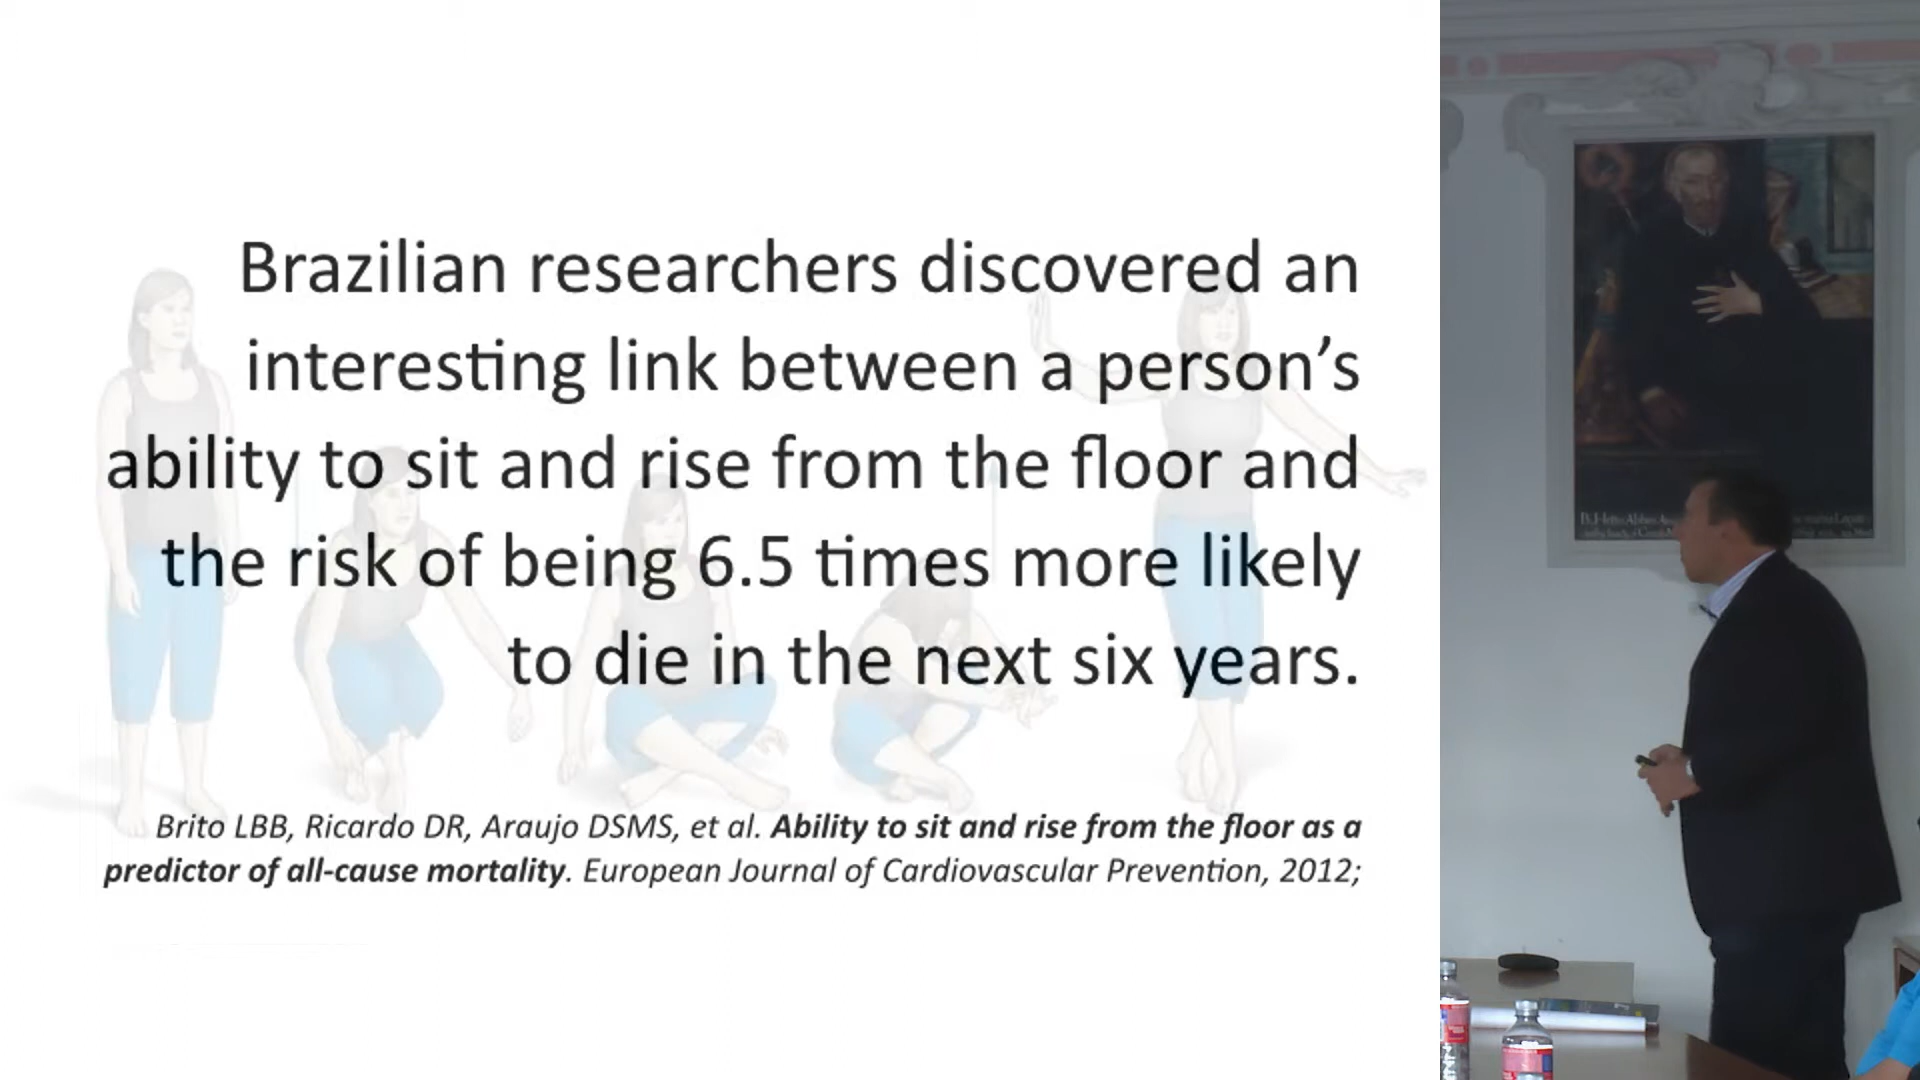 Brazilian researchers discovered an
interesting link between a person’s
ability to sit and rise from the floor and
the risk of being 6.5 times more likely
to die in the next six years.
Brito LBB, Ricardo DR, Araujo DSMS, et al. Ability to sit and rise from the floor as a
predictor of all-cause mortality. European Journal of Cardiovascular Prevention, 2012;